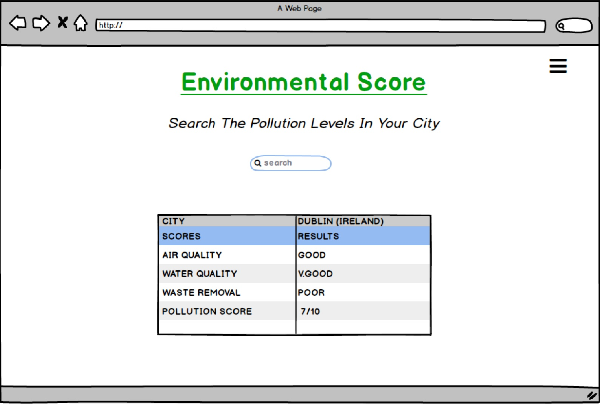 A Web Page
http://
Environmental Score
Search The Pollution Levels In Your City
search
CITY DUBLIN (IRELAND)
SCORES RESULTS
AIR QUALITY GOOD
WATER QUALITY V.GOOD
WASTE REMOVAL POOR
POLLUTION SCORE 7/10